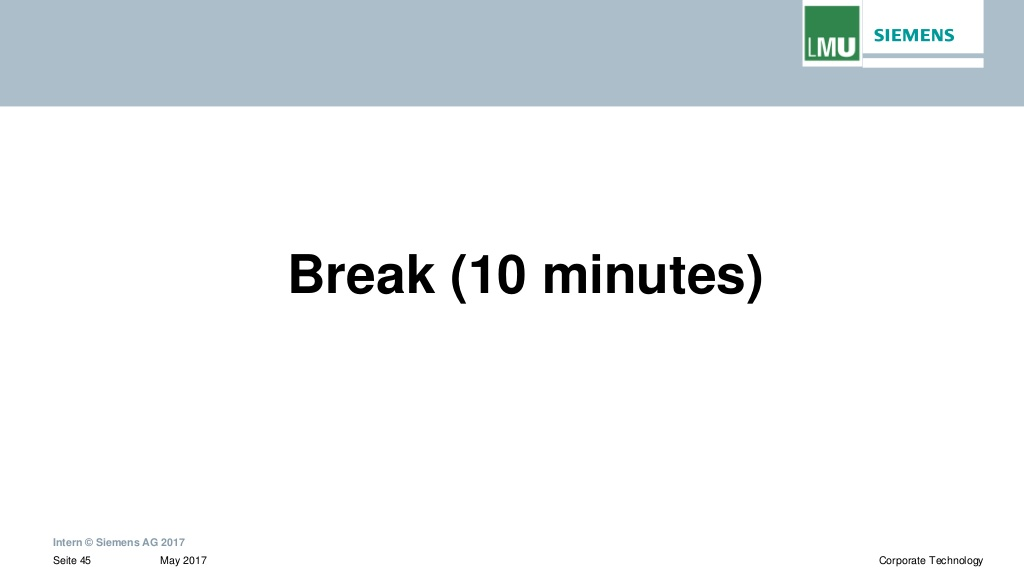 LMU
SIEMENS
Break (10 minutes)
Intern © Siemens AG 2017
Seite 45 May 2017 Corporate Technology